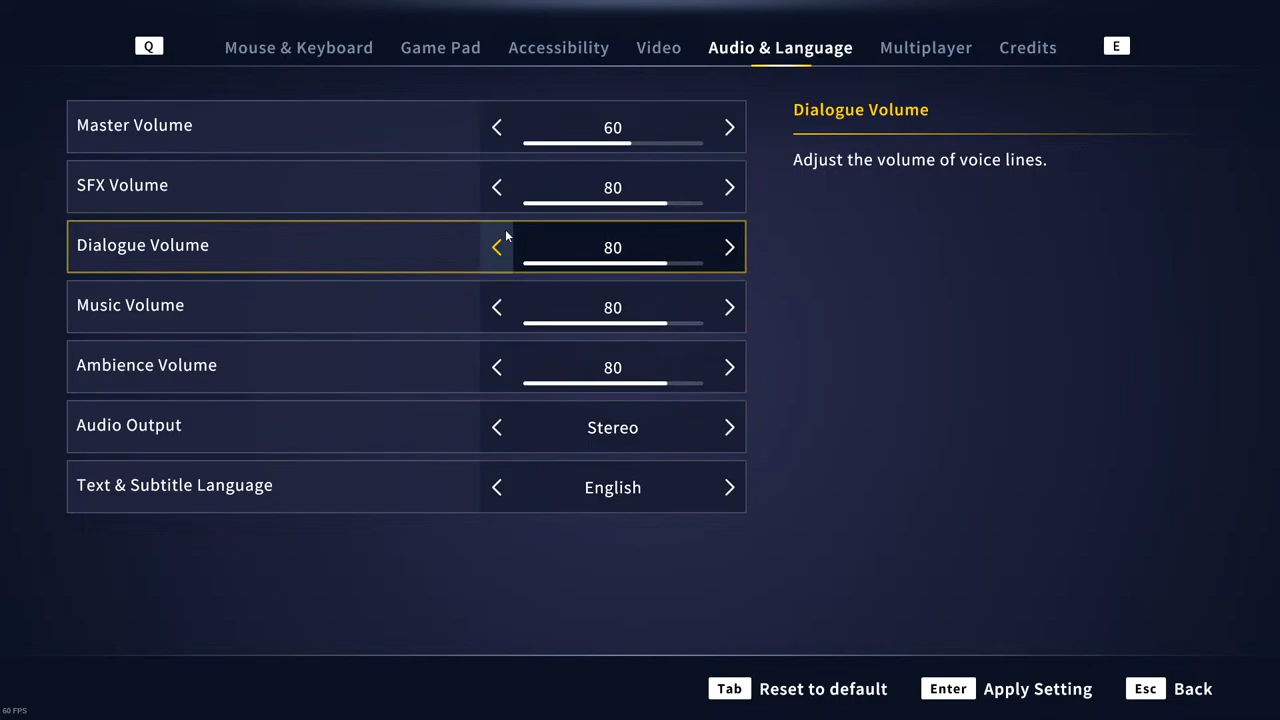 Q
Mouse & Keyboard
Game Pad
Accessibility
Video
Audio & Language
Multiplayer
Credits
E
Master Volume
60
SFX Volume
80
Dialogue Volume
80
Music Volume
80
Ambience Volume
80
Audio Output
Stereo
Text & Subtitle Language
English
Dialogue Volume
Adjust the volume of voice lines.
Tab Reset to default
Enter Apply Setting
Esc Back
60 FPS